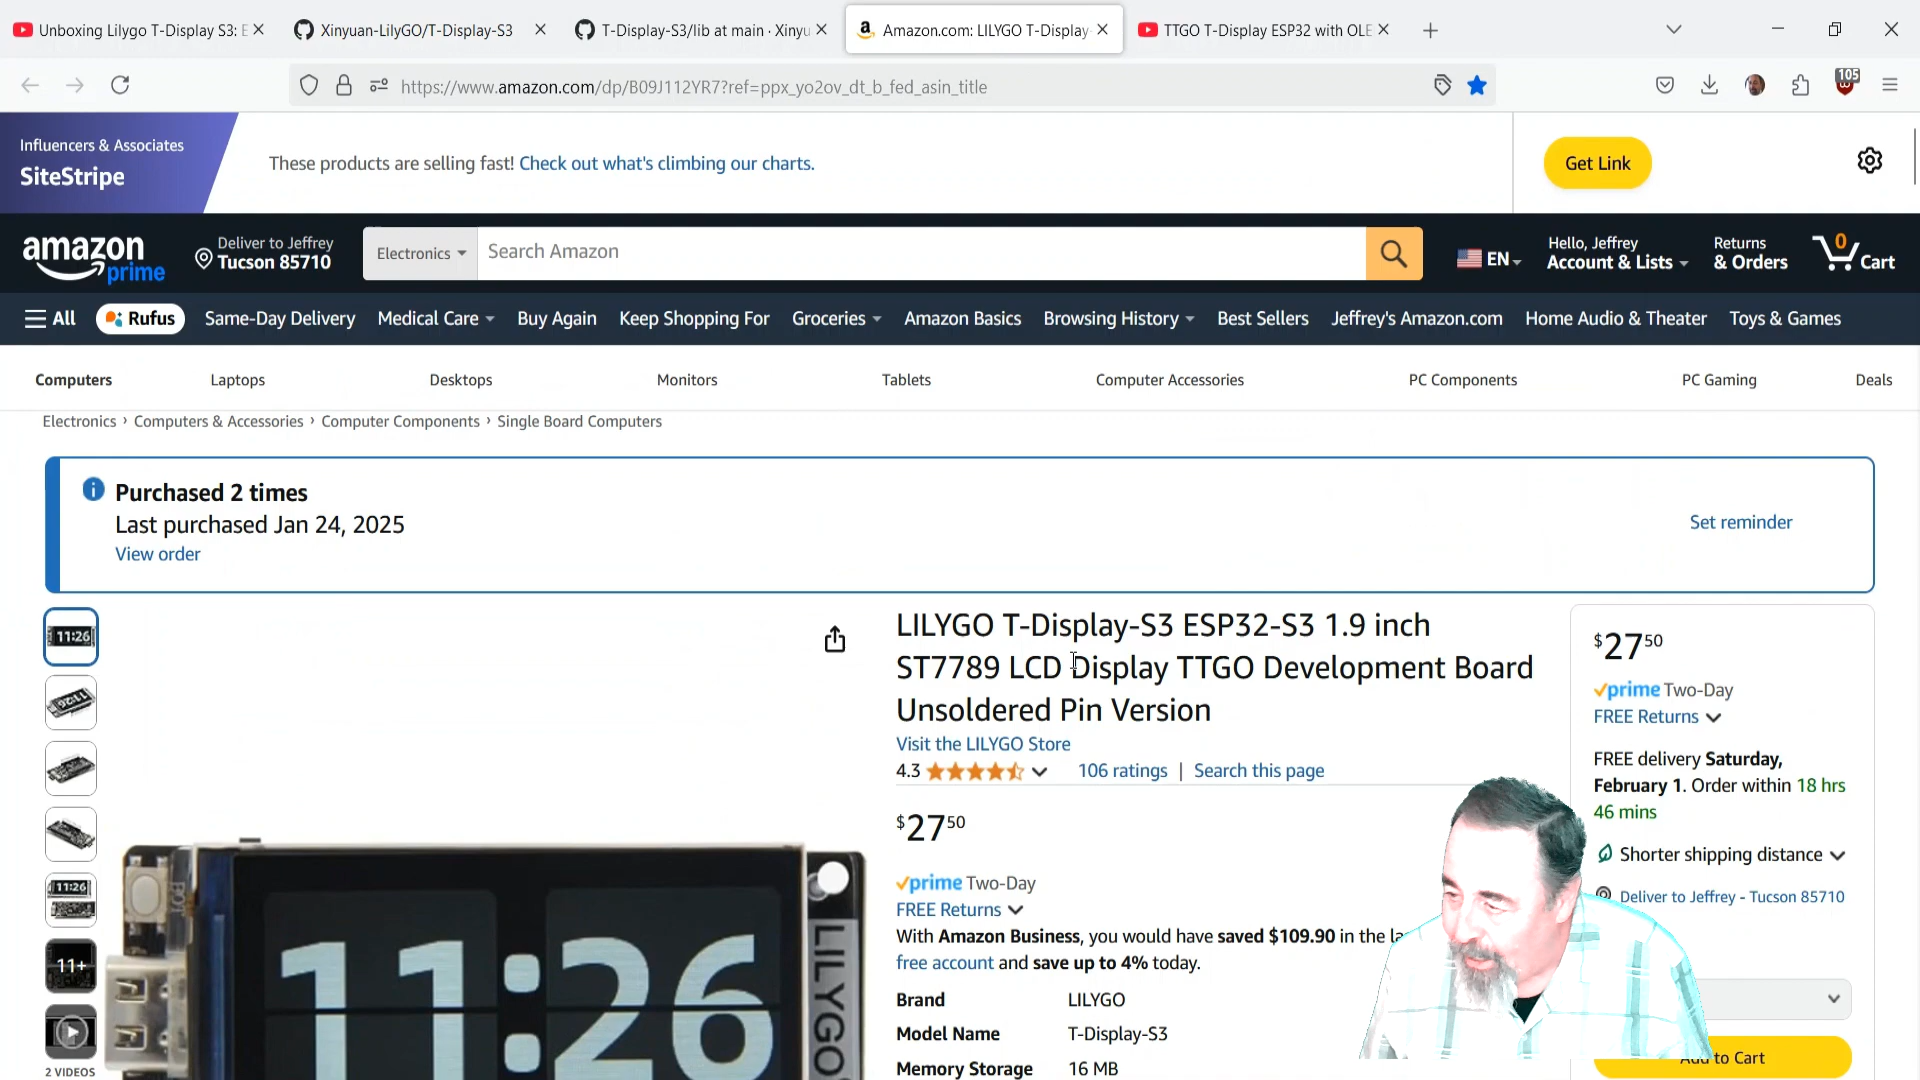 Unboxing Lilygo T-Display S3: E
Xinyuan-LilyGO/T-Display-S3
T-Display-S3/lib at main · Xinyu
Amazon.com: LILYGO T-Display-
TTGO T-Display ESP32 with OLE
https://www.amazon.com/dp/B09J112YR7?ref=ppx_yo2ov_dt_b_fed_asin_title
105
Influencers & Associates
SiteStripe
These products are selling fast! Check out what's climbing our charts.
Get Link
amazon
prime
Deliver to Jeffrey
Tucson 85710
Electronics
Search Amazon
EN
Hello, Jeffrey
Account & Lists
Returns
& Orders
0
Cart
All
Rufus
Same-Day Delivery
Medical Care
Buy Again
Keep Shopping For
Groceries
Amazon Basics
Browsing History
Best Sellers
Jeffrey's Amazon.com
Home Audio & Theater
Toys & Games
Computers
Laptops
Desktops
Monitors
Tablets
Computer Accessories
PC Components
PC Gaming
Deals
Electronics › Computers & Accessories › Computer Components › Single Board Computers
Purchased 2 times
Last purchased Jan 24, 2025
View order
Set reminder
11:26
11:26
11:26
11+
2 VIDEOS
11:26
LILYGO
LILYGO T-Display-S3 ESP32-S3 1.9 inch
ST7789 LCD Display TTGO Development Board
Unsoldered Pin Version
Visit the LILYGO Store
4.3
106 ratings | Search this page
$27 50
prime Two-Day
FREE Returns
With Amazon Business, you would have saved $109.90 in the la
free account and save up to 4% today.
Brand LILYGO
Model Name T-Display-S3
Memory Storage 16 MB
$27 50
prime Two-Day
FREE Returns
FREE delivery Saturday,
February 1. Order within 18 hrs
46 mins
Shorter shipping distance
Deliver to Jeffrey - Tucson 85710
Add to Cart